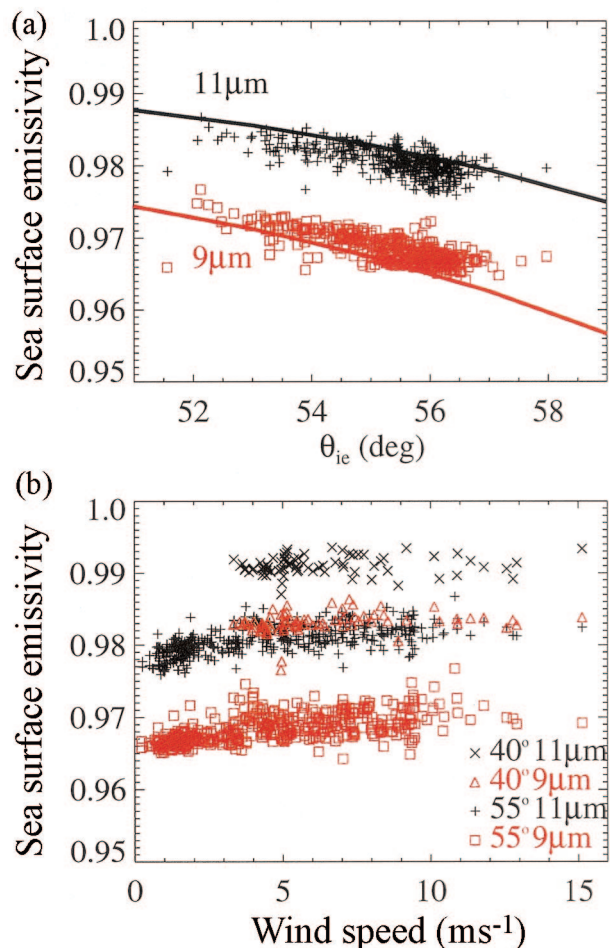 (a)
1.0
0.99
0.98
0.97
0.96
0.95
Sea surface emissivity
11μm
9μm
52 54 56 58
θie (deg)
(b)
1.0
0.99
0.98
0.97
0.96
0.95
Sea surface emissivity
× 40° 11μm
△ 40° 9μm
+ 55° 11μm
□ 55° 9μm
0 5 10 15
Wind speed (ms-1)